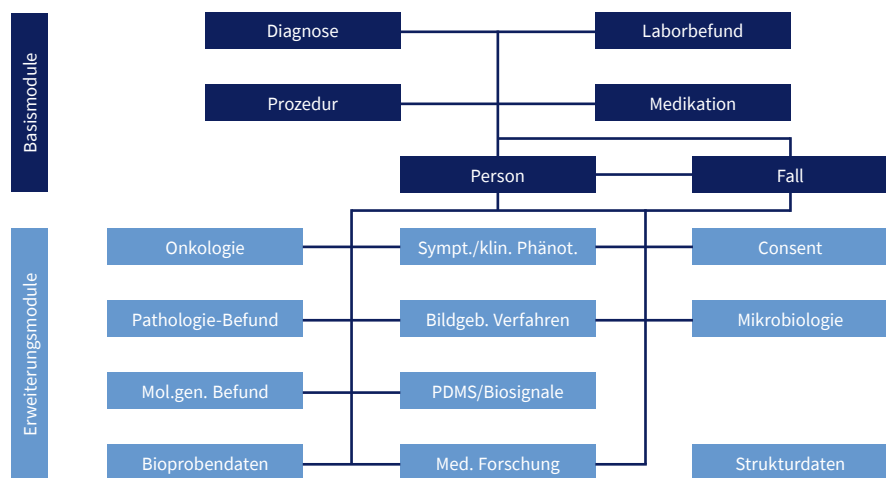 Basismodule
Diagnose
Laborbefund
Prozedur
Medikation
Person
Fall
Erweiterungsmodule
Onkologie
Sympt./klin. Phänot.
Consent
Pathologie-Befund
Bildgeb. Verfahren
Mikrobiologie
Mol.gen. Befund
PDMS/Biosignale
Bioprobendaten
Med. Forschung
Strukturdaten